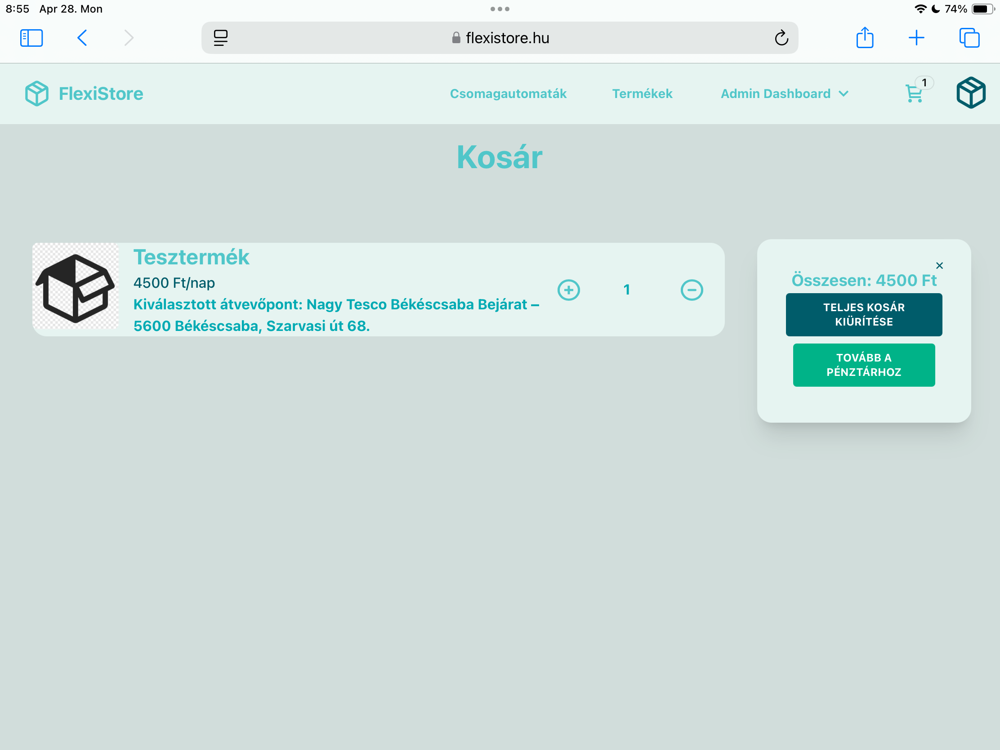 8:55 Apr 28. Mon
74%
flexistore.hu
FlexiStore
Csomagautomaták
Termékek
Admin Dashboard
1
Kosár
Tesztermék
4500 Ft/nap
Kiválasztott átvevőpont: Nagy Tesco Békéscsaba Bejárat –
5600 Békéscsaba, Szarvasi út 68.
1
Összesen: 4500 Ft
TELJES KOSÁR
KIÜRÍTÉSE
TOVÁBB A
PÉNZTÁRHOZ